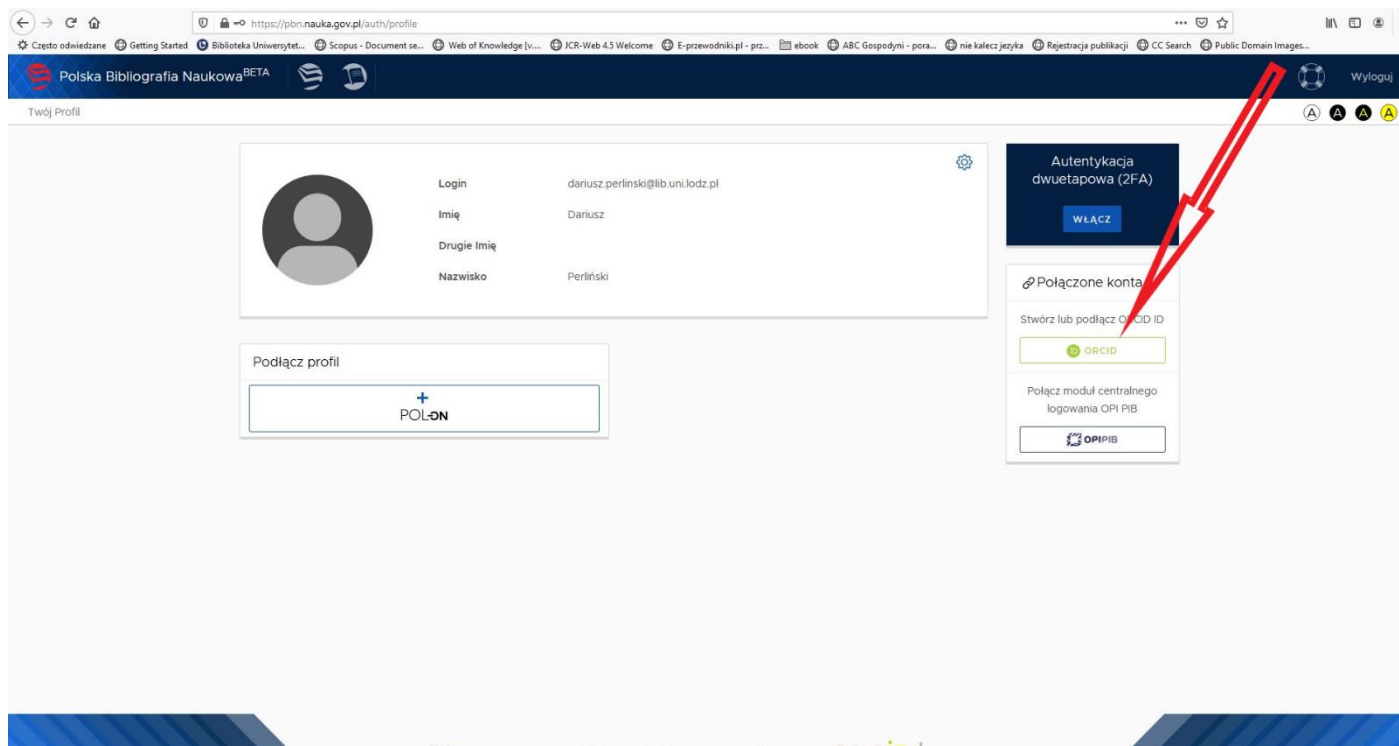 https://pbn.nauka.gov.pl/auth/profile
Często odwiedzane Getting Started Biblioteka Uniwersytet... Scopus - Document se... Web of Knowledge [v.... JCR-Web 4.5 Welcome E-przewodniki.pl - prz... ebook ABC Gospodyni - pora... nie kalecz jezyka Rejestracja publikacji CC Search Public Domain Images...
Polska Bibliografia Naukowa BETA
Wyloguj
Twój Profil
A A A A
Login dariusz.perlinski@lib.uni.lodz.pl
Imię Dariusz
Drugie Imię
Nazwisko Perliński
Autentykacja
dwuetapowa (2FA)
WŁĄCZ
Połączone konta
Stwórz lub podłącz ORCID ID
iD ORCID
Połącz moduł centralnego
logowania OPI PIB
OPIPIB
Podłącz profil
+
POL-ON